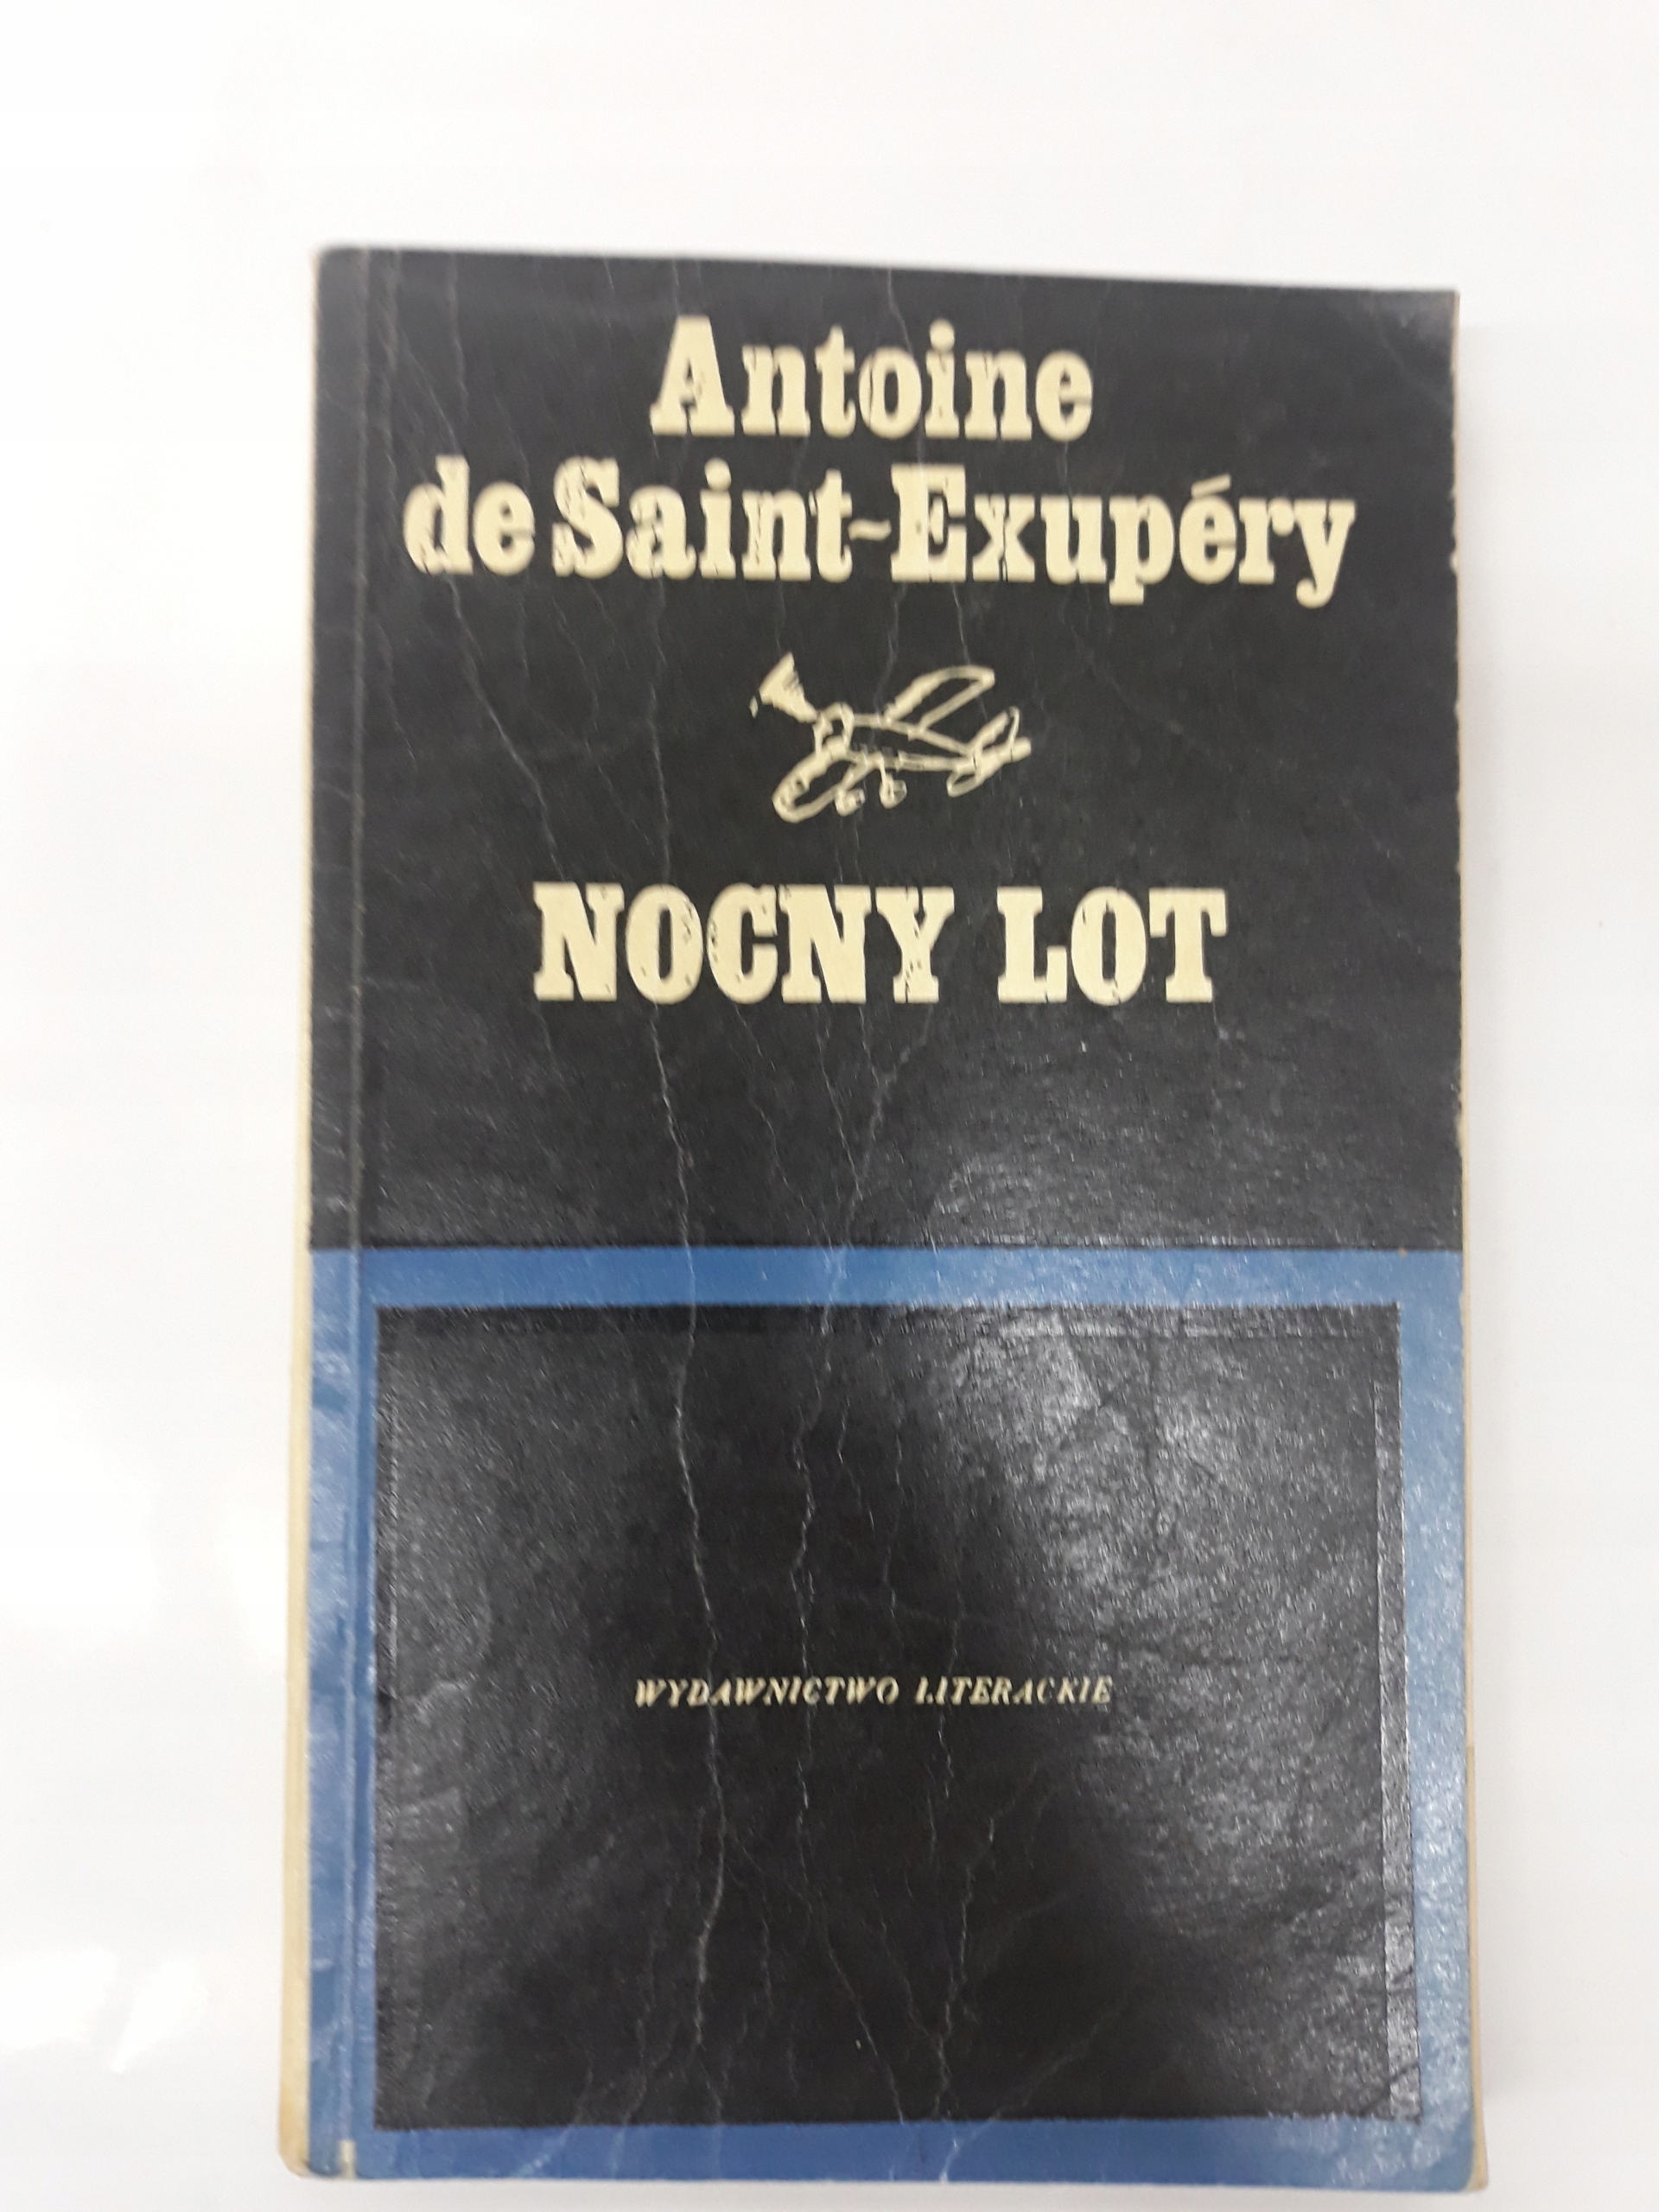 Antoine
de Saint-Exupéry
NOCNY LOT
WYDAWNICTWO LITERACKIE